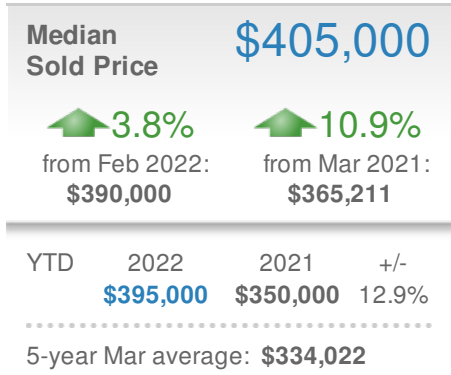 Median
Sold Price
$405,000
3.8%
from Feb 2022:
$390,000
10.9%
from Mar 2021:
$365,211
YTD 2022 2021 +/-
$395,000 $350,000 12.9%
5-year Mar average: $334,022